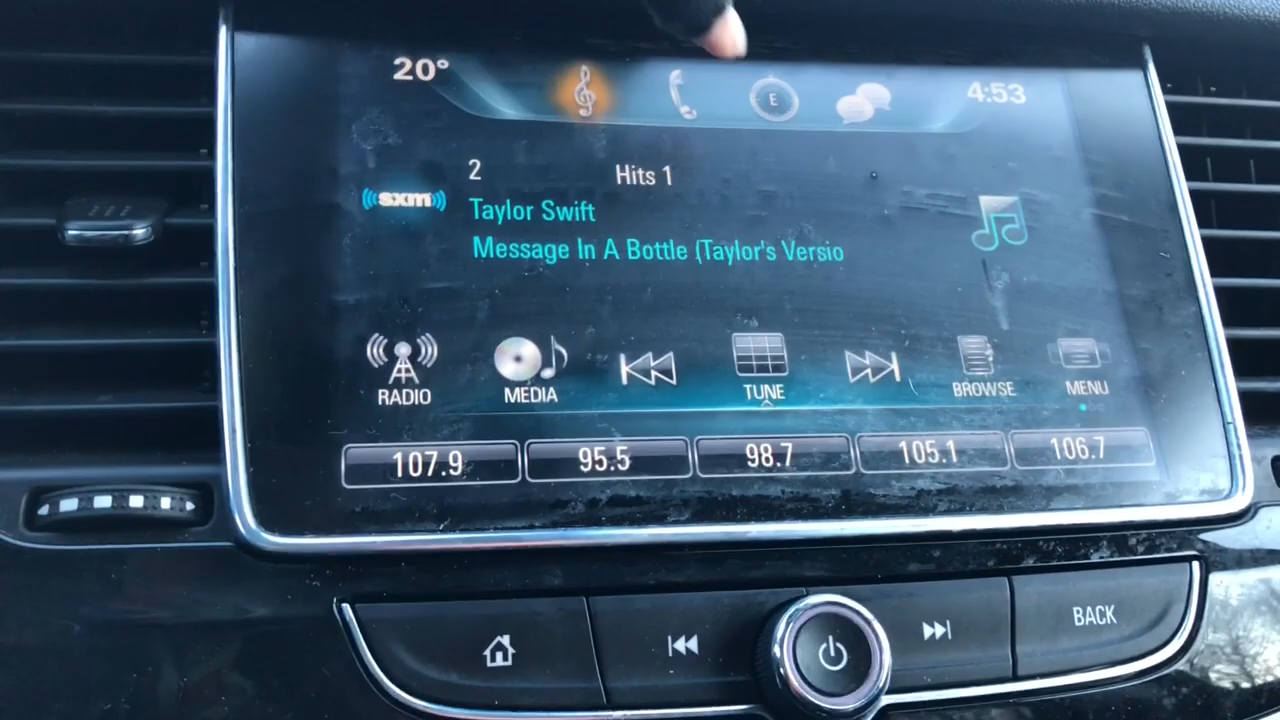 20° E 4:53
2 Hits 1
sxm Taylor Swift
Message In A Bottle (Taylor's Versio
RADIO MEDIA TUNE BROWSE MENU
107.9 95.5 98.7 105.1 106.7
BACK